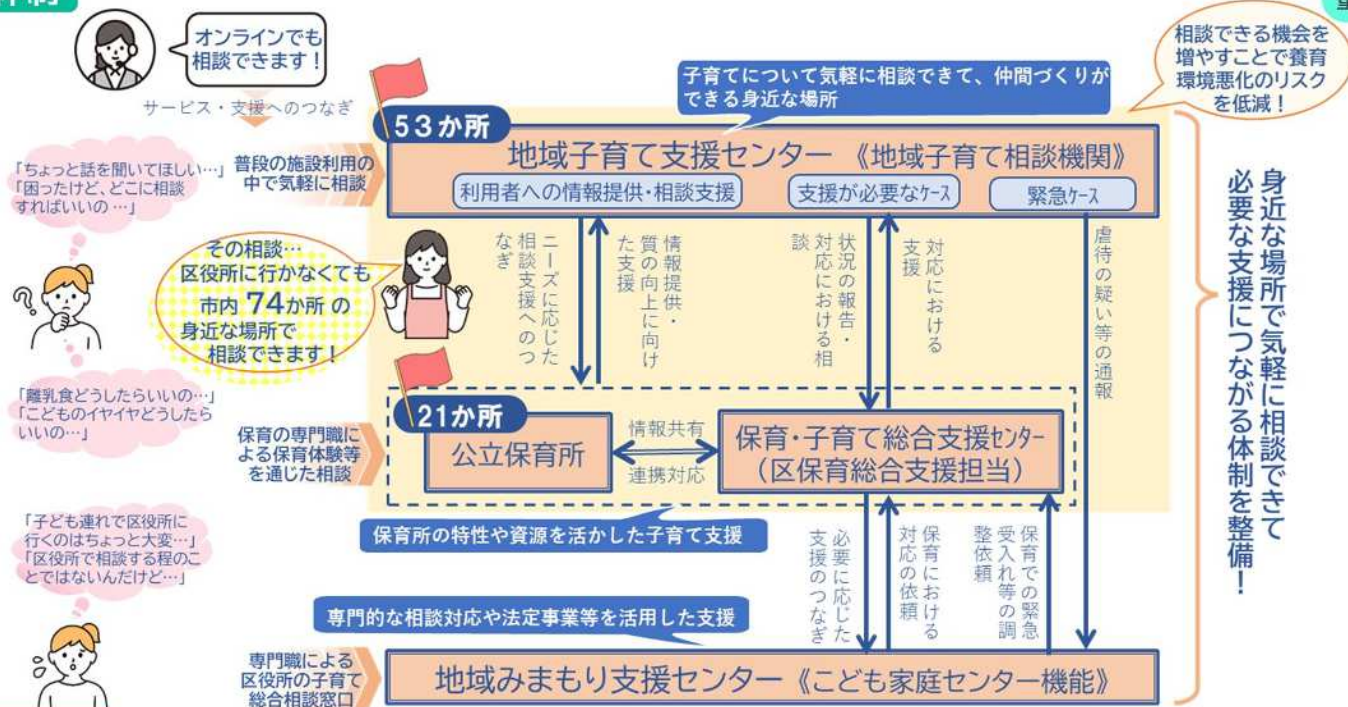 オンラインでも
相談できます！
サービス・支援へのつなぎ
相談できる機会を
増やすことで養育
環境悪化のリスク
を低減！
子育てについて気軽に相談できて、仲間づくりが
できる身近な場所
53か所
地域子育て支援センター 《地域子育て相談機関》
利用者への情報提供・相談支援
支援が必要なケース
緊急ケース
「ちょっと話を聞いてほしい…」
「困ったけど、どこに相談
すればいいの …」
普段の施設利用の
中で気軽に相談
その相談…
区役所に行かなくても
市内 74か所 の
身近な場所で
相談できます！
ニーズに応じた
相談支援へのつ
なぎ
情報提供・
質の向上に向け
た支援
状況の報告・
対応における相
談
対応における
支援
虐待の疑い等の通報
身近な場所で気軽に相談できて
必要な支援につながる体制を整備！
「離乳食どうしたらいいの…」
「こどものイヤイヤどうしたら
いいの…」
保育の専門職に
よる保育体験等
を通じた相談
21か所
公立保育所
情報共有
連携対応
保育・子育て総合支援センター
（区保育総合支援担当）
保育所の特性や資源を活かした子育て支援
「子ども連れで区役所に
行くのはちょっと大変…」
「区役所で相談する程のこ
とではないんだけど…」
必要に応じた
支援のつなぎ
保育における
対応の依頼
保育での緊急
受入れ等の調
整依頼
専門的な相談対応や法定事業等を活用した支援
専門職による
区役所の子育て
総合相談窓口
地域みまもり支援センター 《こども家庭センター機能》